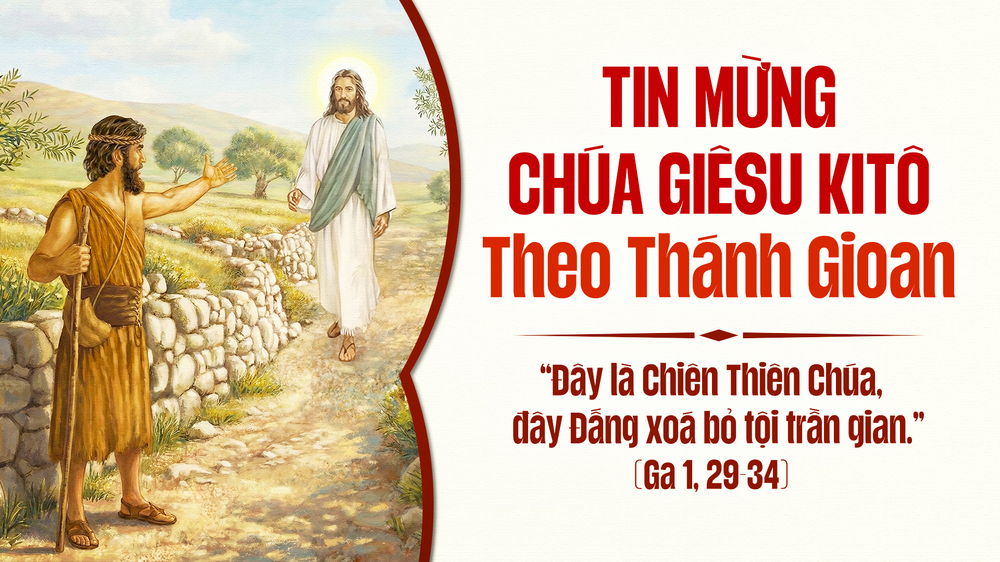 TIN MỪNG
CHÚA GIÊSU KITÔ
Theo Thánh Gioan
“Đây là Chiên Thiên Chúa,
đây Đấng xoá bỏ tội trần gian.”
(Ga 1, 29-34)